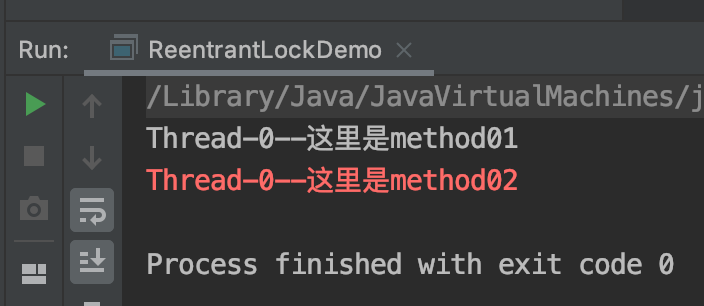 Run: ReentrantLockDemo
/Library/Java/JavaVirtualMachines/j
Thread-0--这里是method01
Thread-0--这里是method02
Process finished with exit code 0